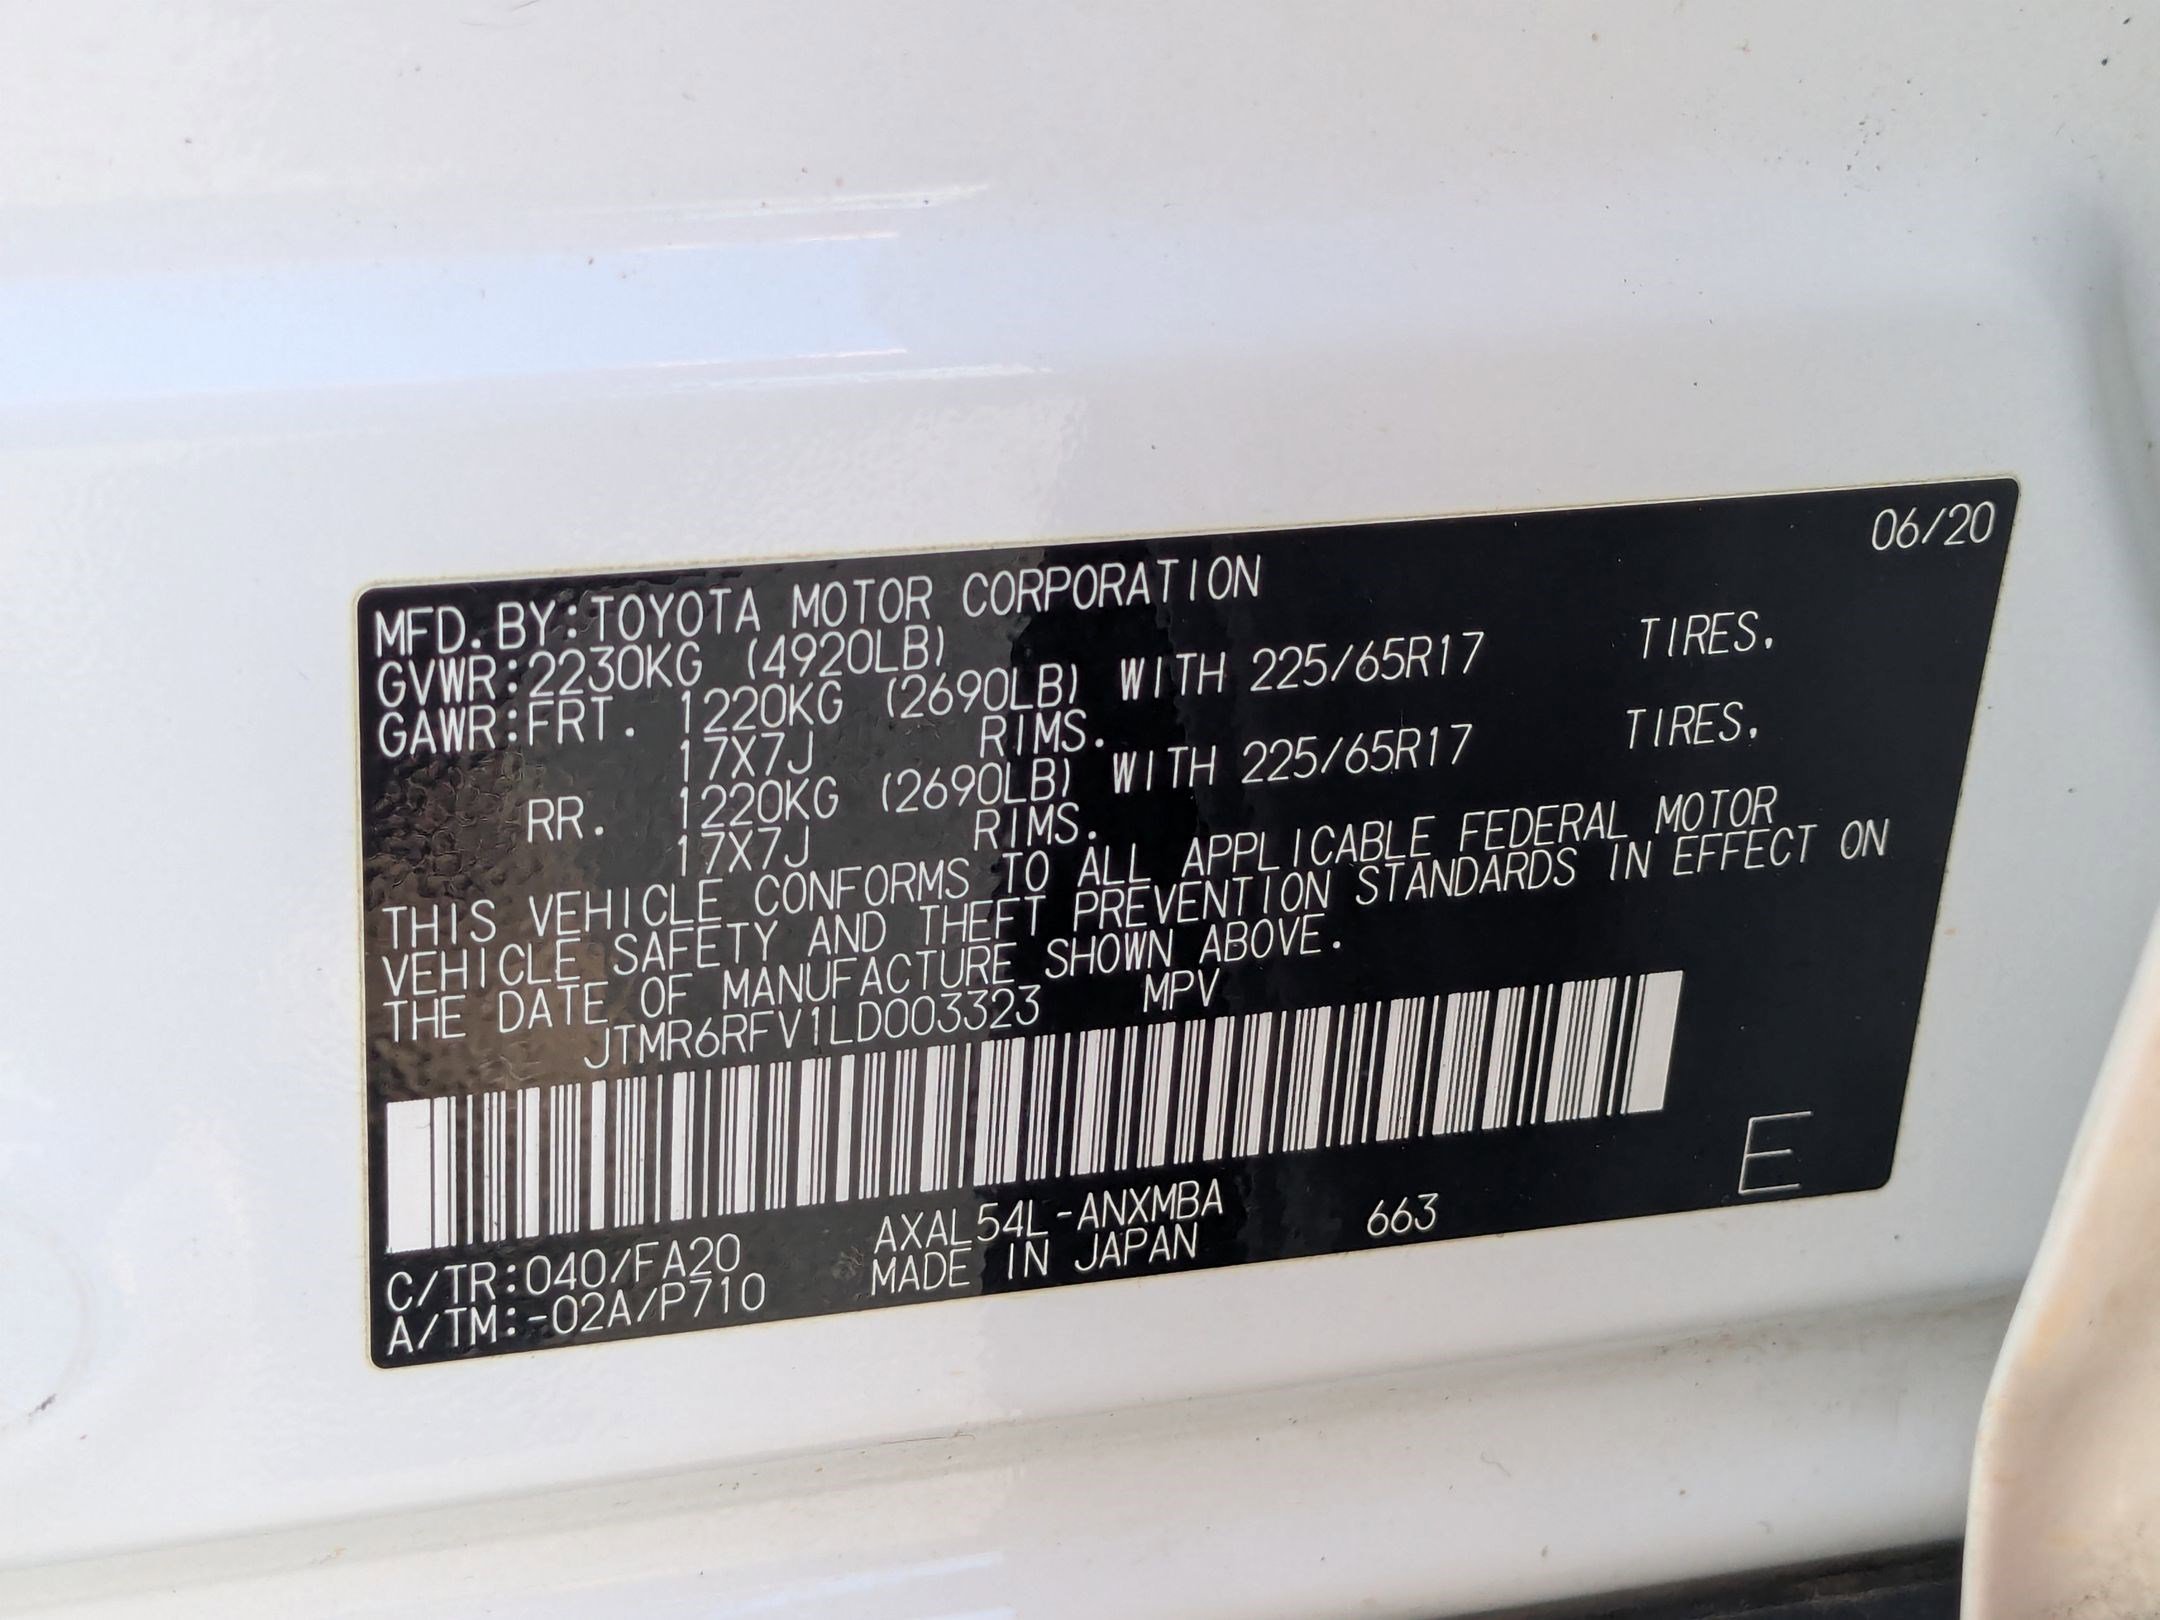 06/20
MFD.BY:TOYOTA MOTOR CORPORATION
GVWR:2230KG (4920LB)
GAWR:FRT. 1220KG (2690LB) WITH 225/65R17 TIRES,
17X7J RIMS.
RR. 1220KG (2690LB) WITH 225/65R17 TIRES,
17X7J RIMS.
THIS VEHICLE CONFORMS TO ALL APPLICABLE FEDERAL MOTOR
VEHICLE SAFETY AND THEFT PREVENTION STANDARDS IN EFFECT ON
THE DATE OF MANUFACTURE SHOWN ABOVE.
JTMR6RFV1LD003323 MPV
C/TR:040/FA20 AXAL54L-ANXMBA 663 E
A/TM:-02A/P710 MADE IN JAPAN